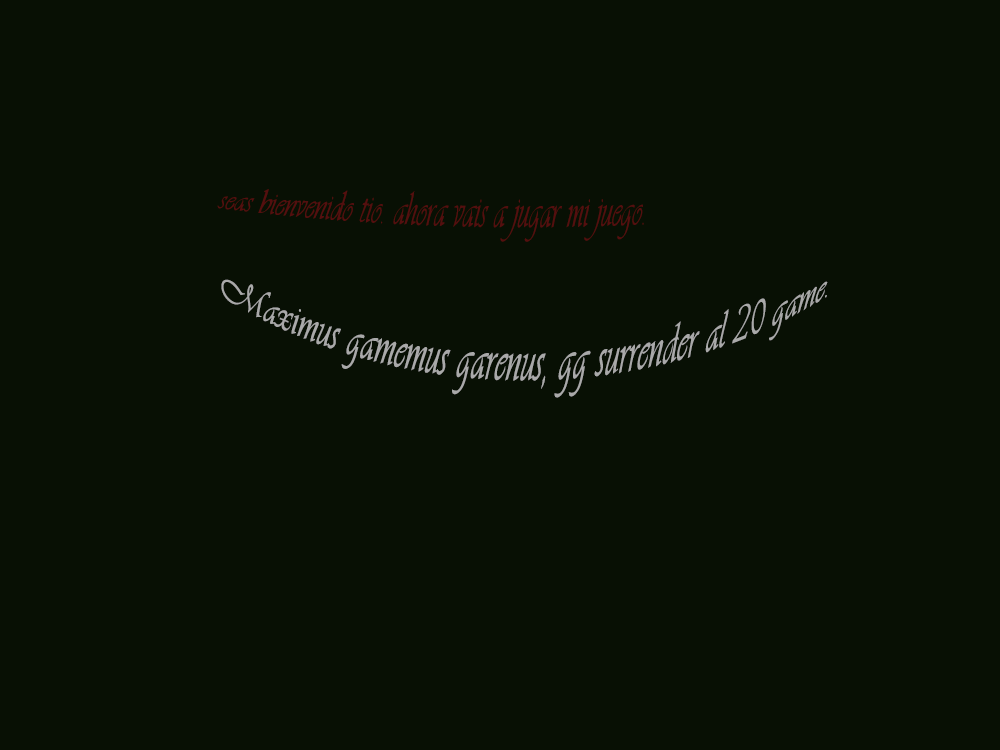 seas bienvenido tio. ahora vais a jugar mi juego.
Maximus gamemus garenus, gg surrender al 20 game.